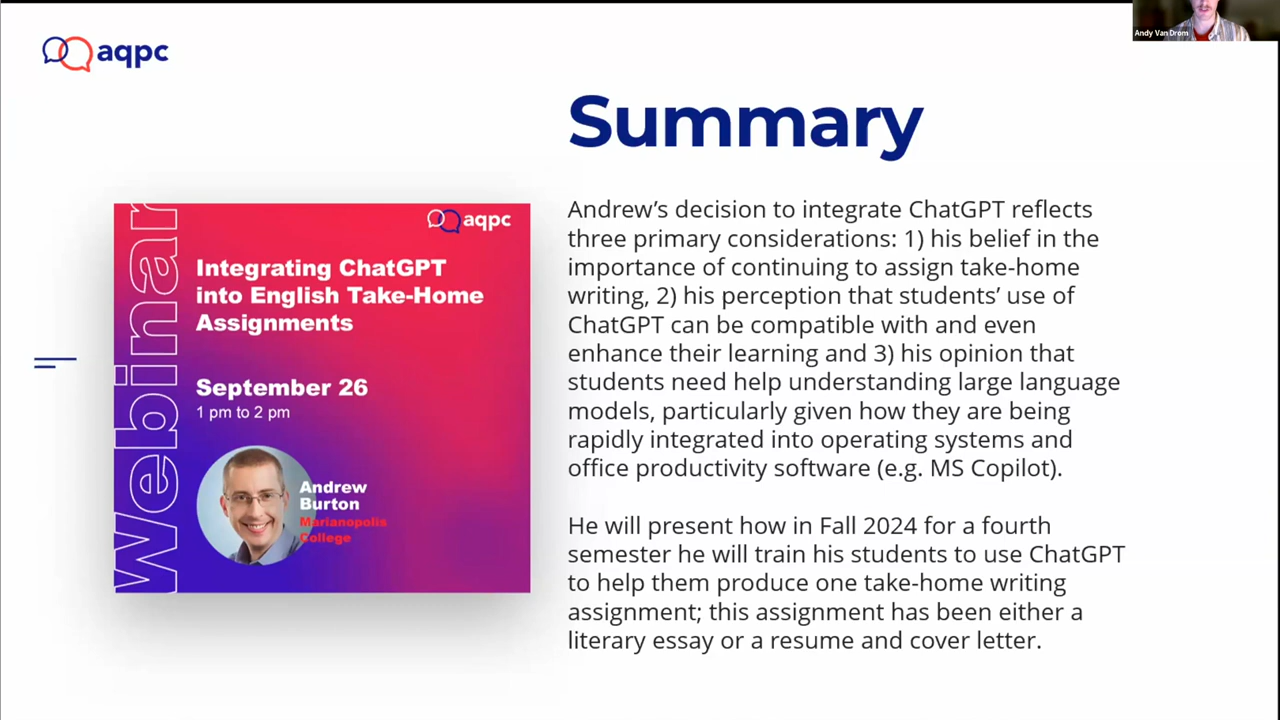 aqpc
Andy Van Drom
Summary
Webinar
aqpc
Integrating ChatGPT
into English Take-Home
Assignments
September 26
1 pm to 2 pm
Andrew
Burton
Marianopolis
College
Andrew’s decision to integrate ChatGPT reflects
three primary considerations: 1) his belief in the
importance of continuing to assign take-home
writing, 2) his perception that students’ use of
ChatGPT can be compatible with and even
enhance their learning and 3) his opinion that
students need help understanding large language
models, particularly given how they are being
rapidly integrated into operating systems and
office productivity software (e.g. MS Copilot).
He will present how in Fall 2024 for a fourth
semester he will train his students to use ChatGPT
to help them produce one take-home writing
assignment; this assignment has been either a
literary essay or a resume and cover letter.